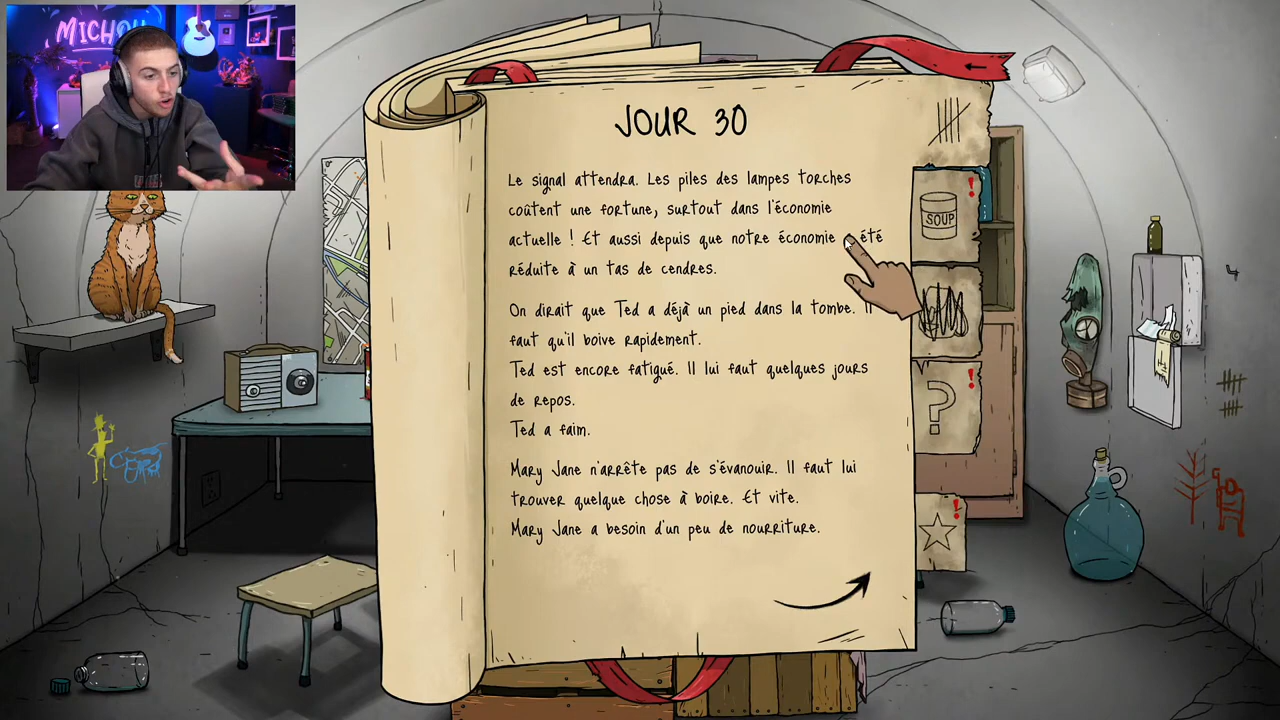 MICHOU
JOUR 30
Le signal attendra. Les piles des lampes torches
coûtent une fortune, surtout dans l'économie
actuelle ! Et aussi depuis que notre économie été
réduite à un tas de cendres.
On dirait que Ted a déjà un pied dans la tombe. Il
faut qu'il boive rapidement.
Ted est encore fatigué. Il lui faut quelques jours
de repos.
Ted a faim.
Mary Jane n'arrête pas de s'évanouir. Il faut lui
trouver quelque chose à boire. Et vite.
Mary Jane a besoin d'un peu de nourriture.
!
SOUP
!
?
!